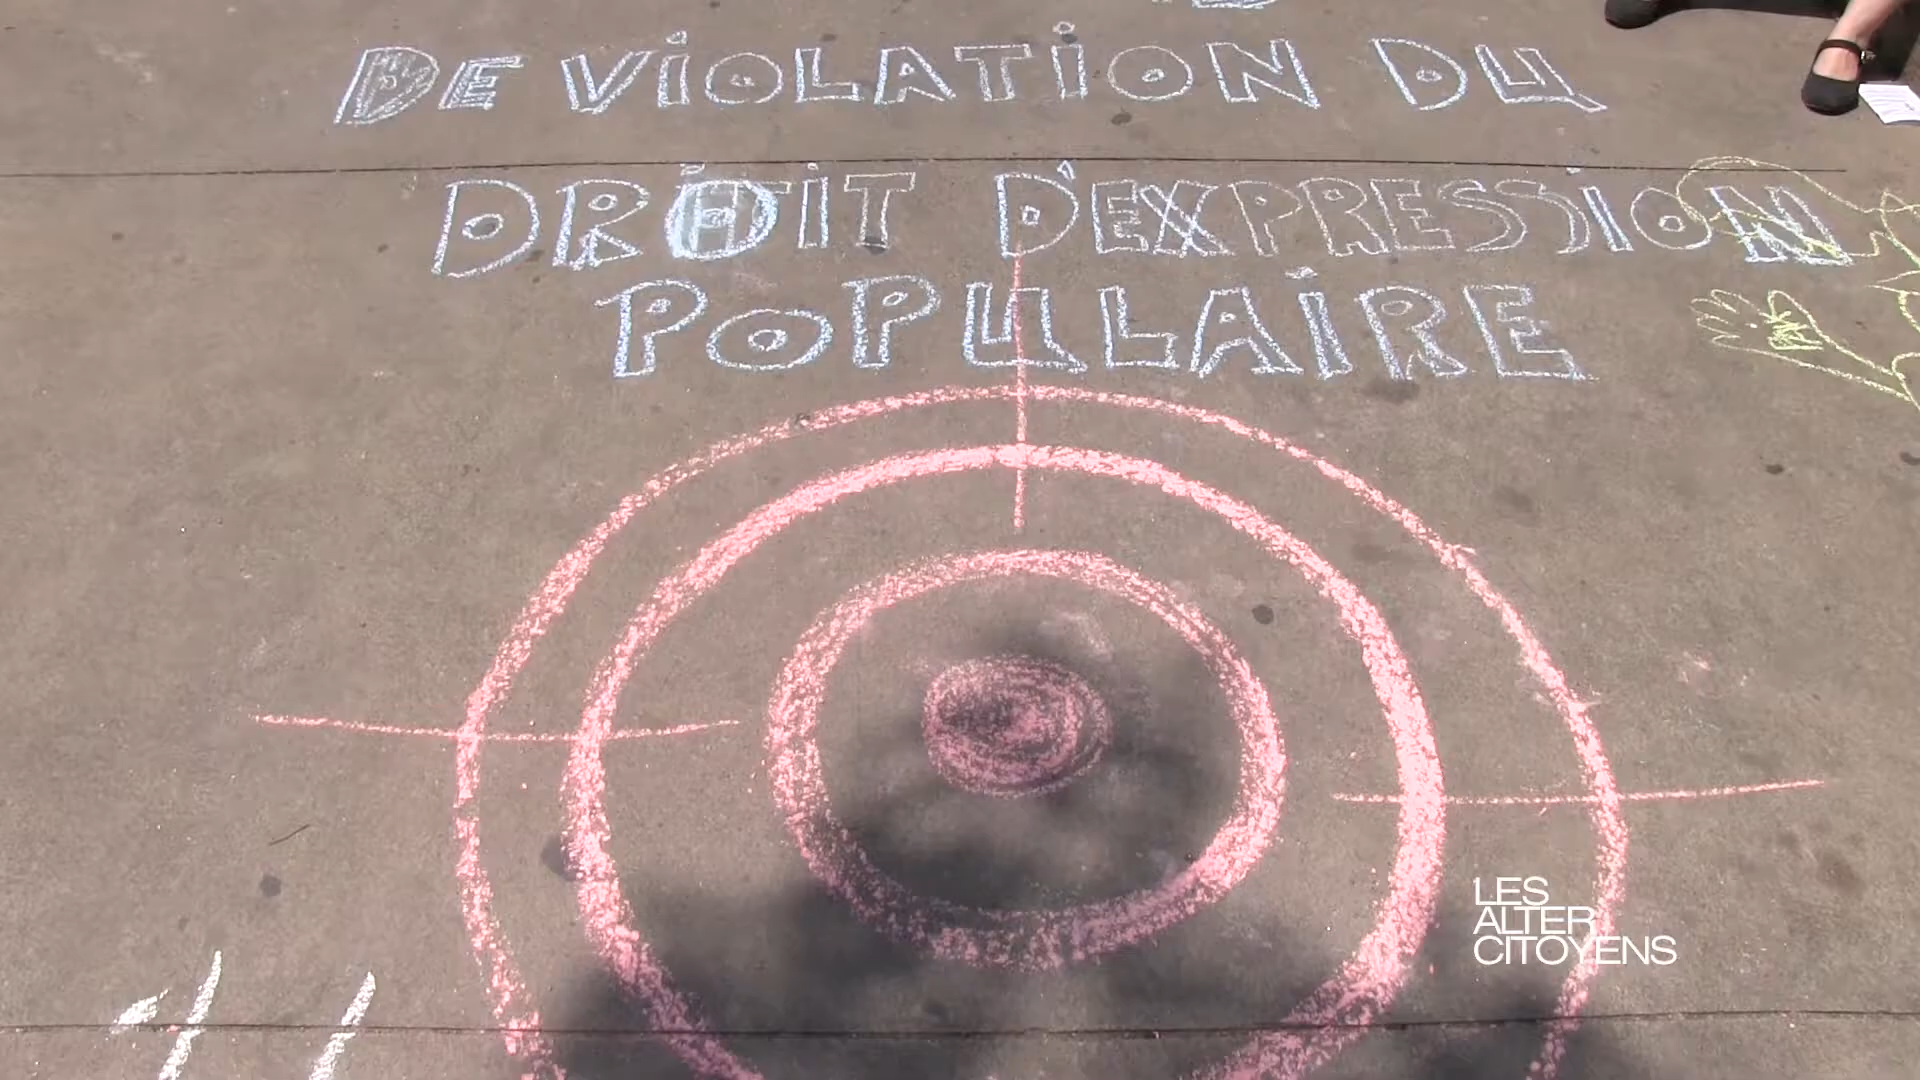 DE ViOLATiON DU
DROiT D'EXPRESSiON
POPULAiRE
LES
ALTER
CITOYENS